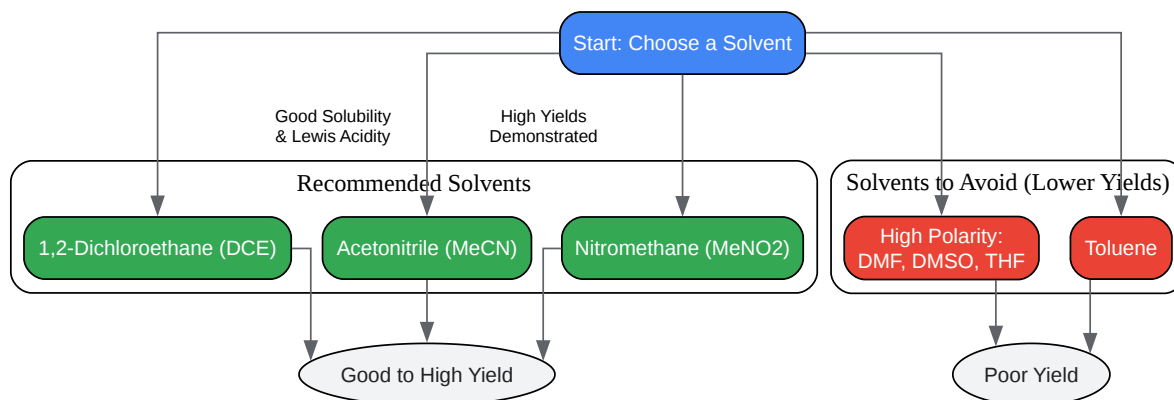 Start: Choose a Solvent
Good Solubility
& Lewis Acidity
High Yields
Demonstrated
Recommended Solvents
Solvents to Avoid (Lower Yields)
1,2-Dichloroethane (DCE)
Acetonitrile (MeCN)
Nitromethane (MeNO2)
High Polarity:
DMF, DMSO, THF
Toluene
Good to High Yield
Poor Yield